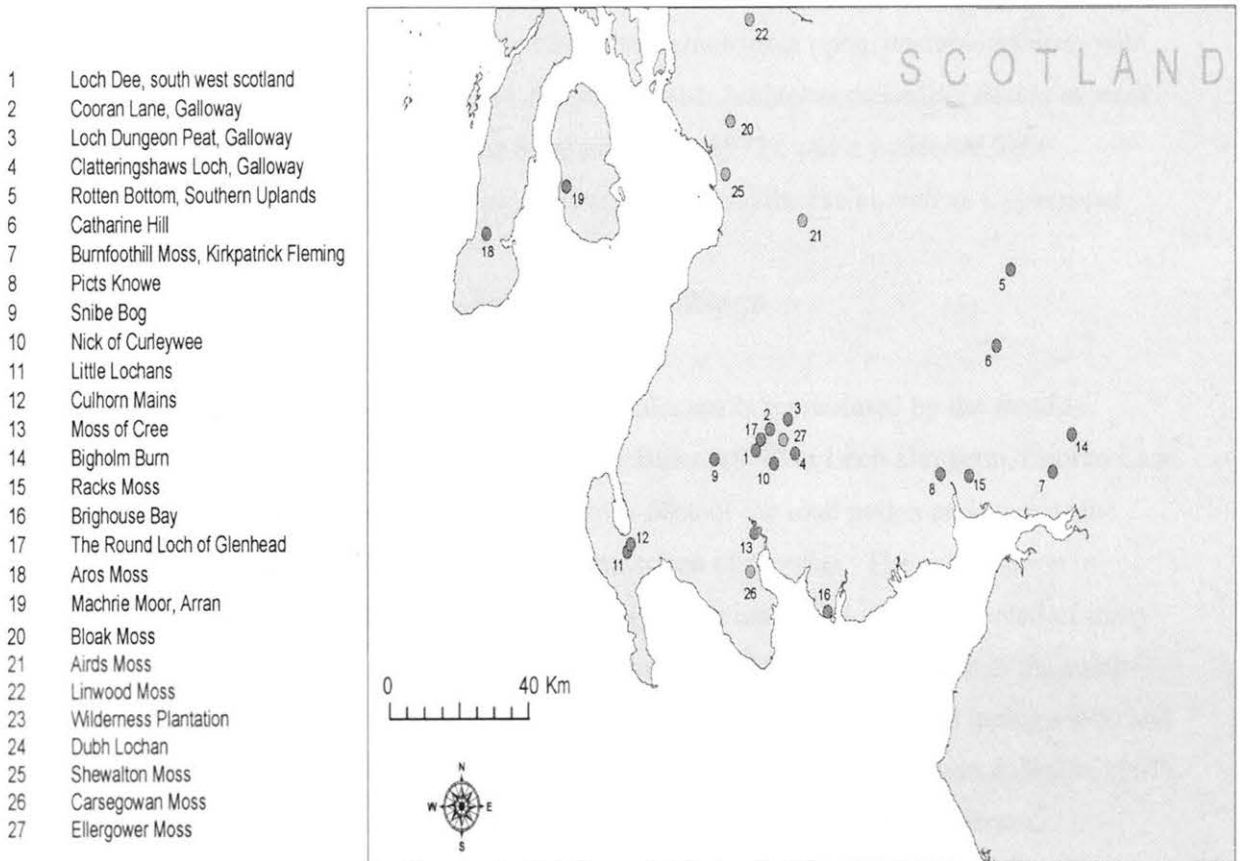 1 Loch Dee, south west scotland
2 Cooran Lane, Galloway
3 Loch Dungeon Peat, Galloway
4 Clatteringshaws Loch, Galloway
5 Rotten Bottom, Southern Uplands
6 Catharine Hill
7 Burnfoothill Moss, Kirkpatrick Fleming
8 Picts Knowe
9 Snibe Bog
10 Nick of Curleywee
11 Little Lochans
12 Culhorn Mains
13 Moss of Cree
14 Bigholm Burn
15 Racks Moss
16 Brighouse Bay
17 The Round Loch of Glenhead
18 Aros Moss
19 Machrie Moor, Arran
20 Bloak Moss
21 Airds Moss
22 Linwood Moss
23 Wilderness Plantation
24 Dubh Lochan
25 Shewalton Moss
26 Carsegowan Moss
27 Ellergower Moss
22
SCOTLAND
20
25
19
21
18
5
6
3
2
17
27
1
4
14
9
10
8
15
7
12
13
11
26
16
0 40 Km
N
W E
S